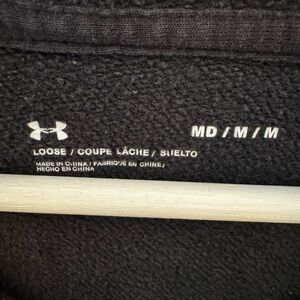 MD / M / M
LOOSE / COUPE LÂCHE / SUELTO
MADE IN CHINA / FABRIQUÉ EN CHINE /
HECHO EN CHINA